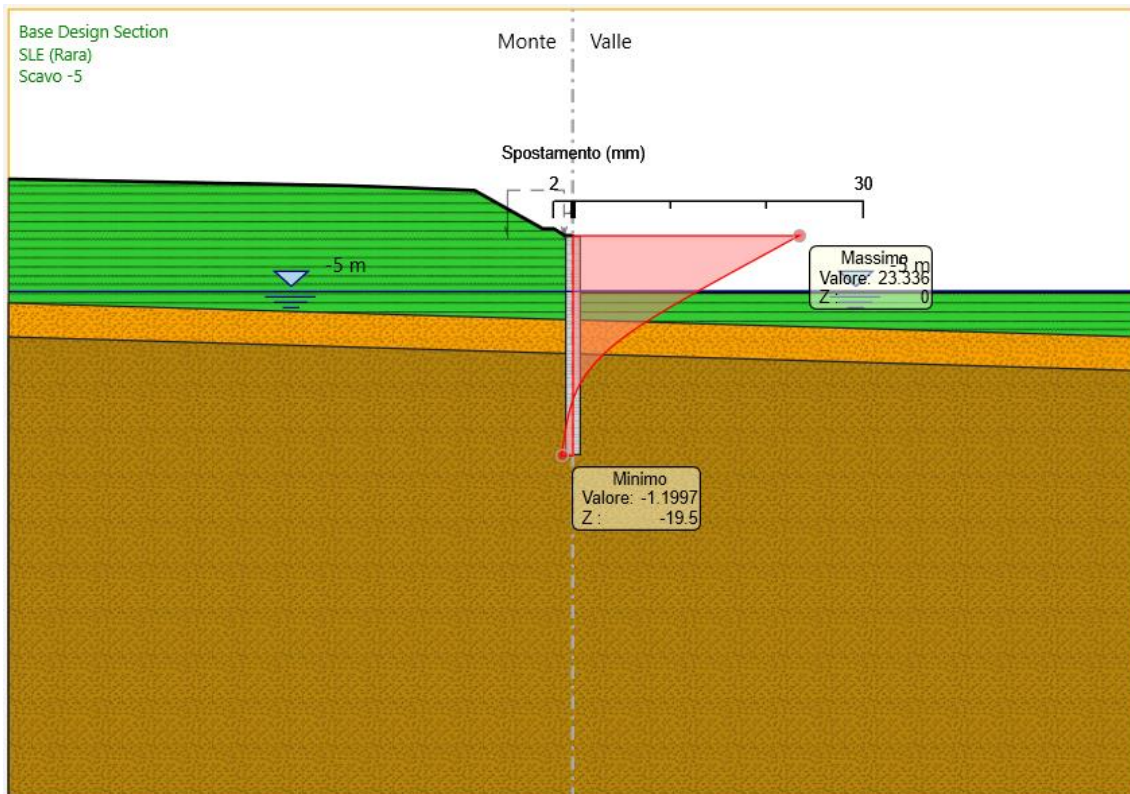 Base Design Section
SLE (Rara)
Scavo -5
Monte
Valle
Spostamento (mm)
2
30
-5 m
-5 m
Massimo
Valore: 23.336
Z : 0
Minimo
Valore: -1.1997
Z : -19.5